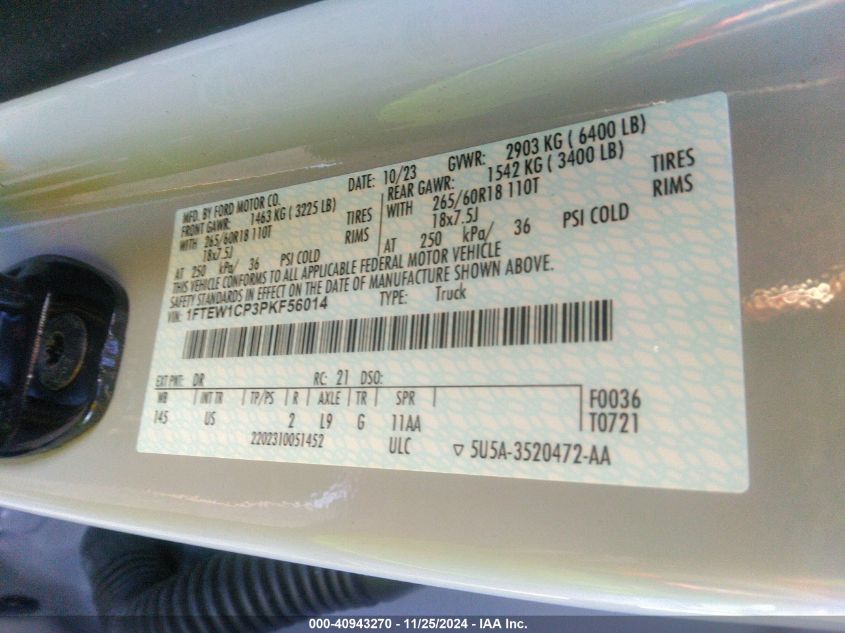 MFD. BY FORD MOTOR CO. DATE: 10/23 GVWR: 2903 KG ( 6400 LB)
FRONT GAWR: 1463 KG ( 3225 LB) REAR GAWR: 1542 KG ( 3400 LB)
WITH 265/60R18 110T TIRES WITH 265/60R18 110T TIRES
18x7.5J RIMS 18x7.5J RIMS
AT 250 kPa/ 36 PSI COLD AT 250 kPa/ 36 PSI COLD
THIS VEHICLE CONFORMS TO ALL APPLICABLE FEDERAL MOTOR VEHICLE
SAFETY STANDARDS IN EFFECT ON THE DATE OF MANUFACTURE SHOWN ABOVE.
VIN: 1FTEW1CP3PKF56014 TYPE: Truck
EXT PNT: DR RC: 21 DSO:
WB INT TR TP/PS R AXLE TR SPR F0036
145 US 2 L9 G 11AA T0721
2202310051452 ULC ▽ 5U5A-3520472-AA
000-40943270 - 11/25/2024 - IAA Inc.